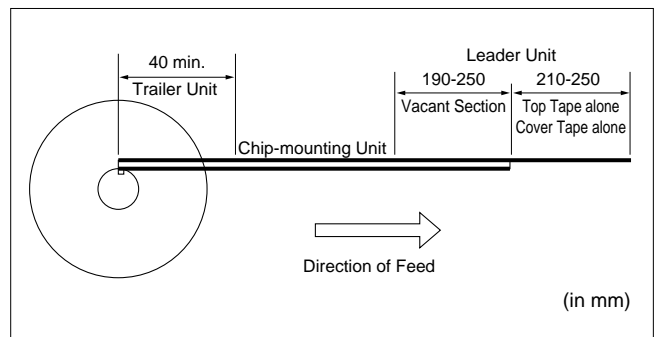 Leader Unit
40 min.
190-250
210-250
Trailer Unit
Vacant Section
Top Tape alone
Cover Tape alone
Chip-mounting Unit
Direction of Feed
(in mm)